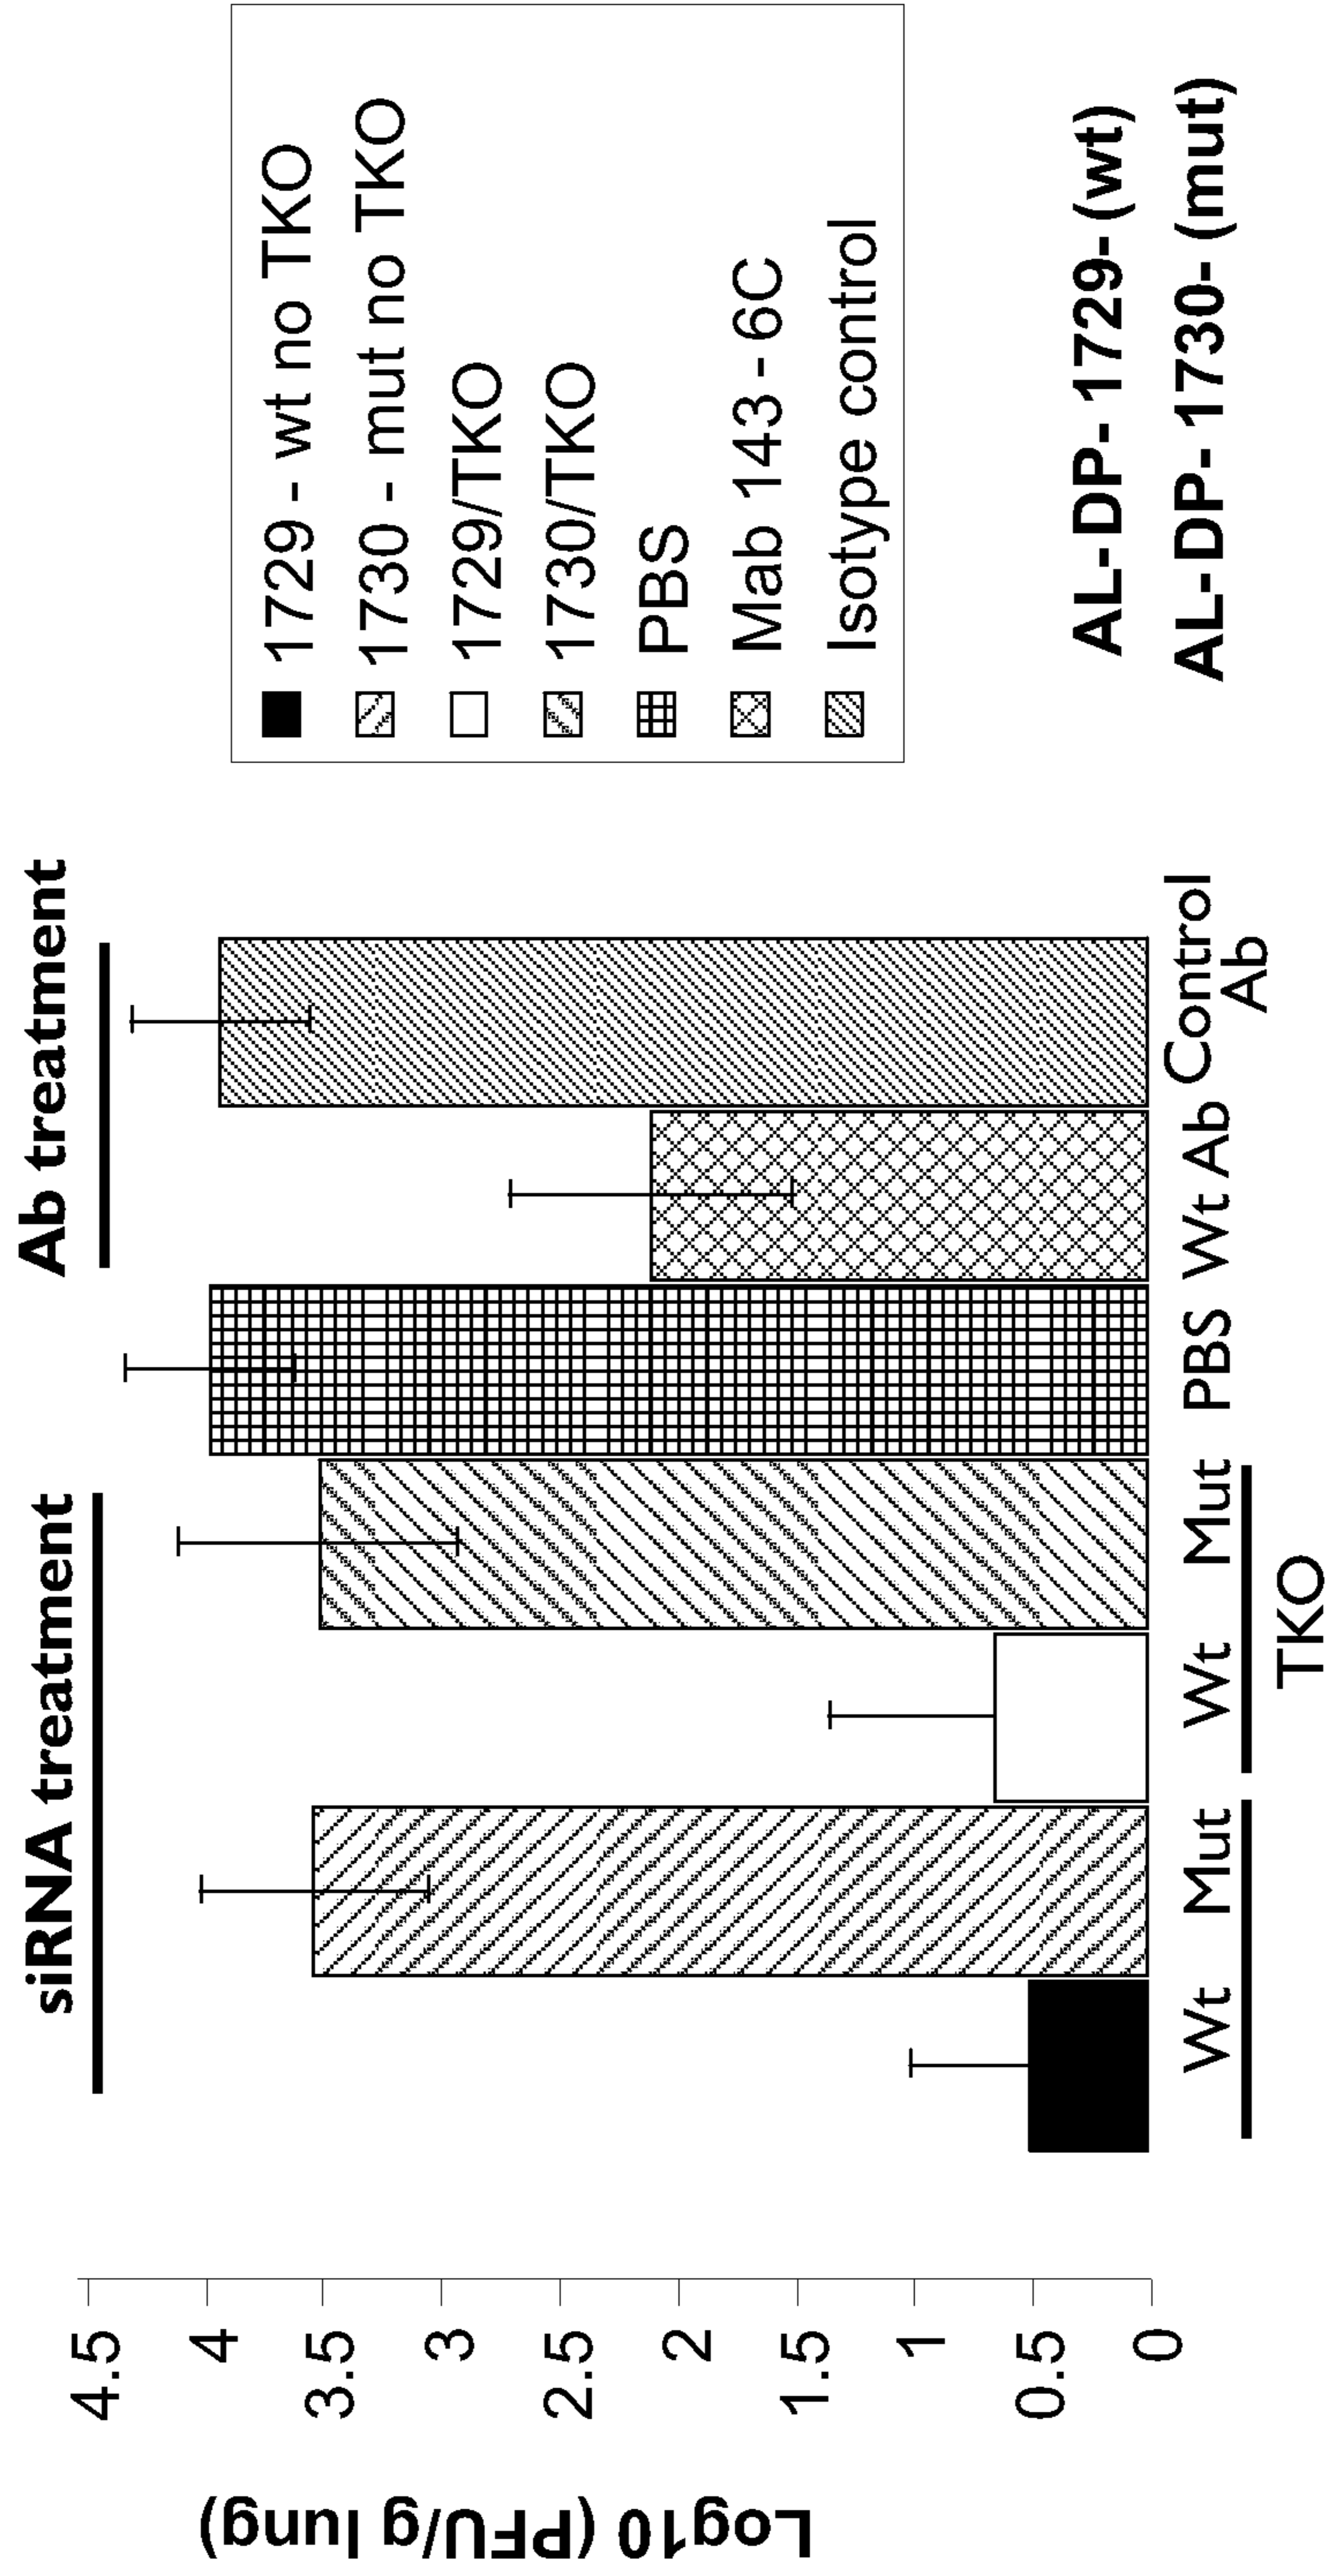 siRNA treatment
Ab treatment
Log10 (PFU/g lung)
4.5
4
3.5
3
2.5
2
1.5
1
0.5
0
Wt Mut Wt Mut PBS Wt Ab Control
Ab
TKO
1729 - wt no TKO
1730 - mut no TKO
1729/TKO
1730/TKO
PBS
Mab 143 - 6C
Isotype control
AL-DP- 1729- (wt)
AL-DP- 1730- (mut)